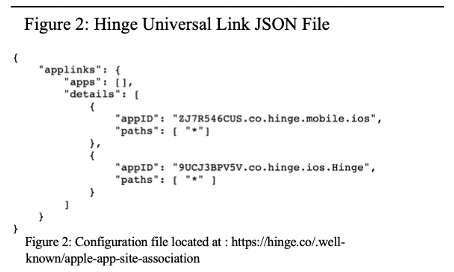 Figure 2: Hinge Universal Link JSON File
{
"applinks": {
"apps": [],
"details": [
{
"appID": "ZJ7R546CUS.co.hinge.mobile.ios",
"paths": [ "*"]
},
{
"appID": "9UCJ3BPV5V.co.hinge.ios.Hinge",
"paths": [ "*" ]
}
]
}
}
Figure 2: Configuration file located at : https://hinge.co/.well-
known/apple-app-site-association